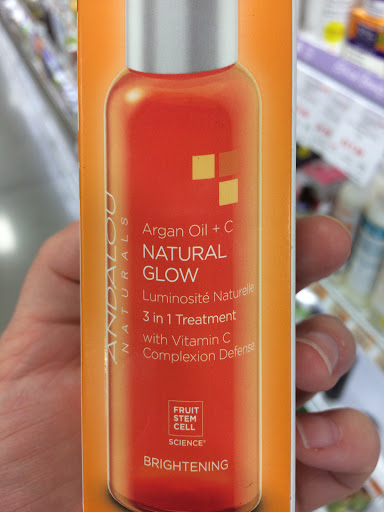 ANDALOU
NATURALS
Argan Oil + C
NATURAL
GLOW
Luminosité Naturelle
3 in 1 Treatment
with Vitamin C
Complexion Defense
FRUIT
STEM
CELL
SCIENCE®
BRIGHTENING